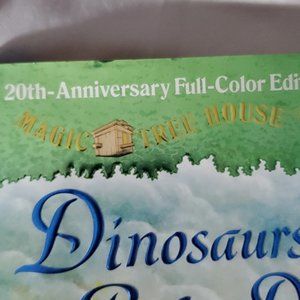 20th-Anniversary Full-Color Edi
MAGIC TREE HOUSE
Dinosaurs